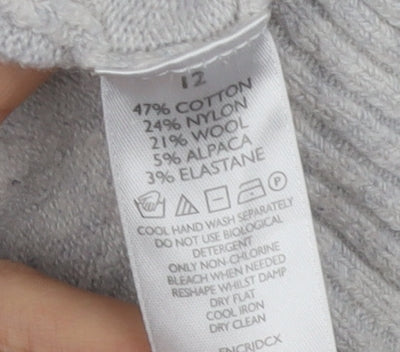 12
47% COTTON
24% NYLON
21% WOOL
5% ALPACA
3% ELASTANE
P
COOL HAND WASH SEPARATELY
DO NOT USE BIOLOGICAL
DETERGENT
ONLY NON-CHLORINE
BLEACH WHEN NEEDED
RESHAPE WHILST DAMP
DRY FLAT
COOL IRON
DRY CLEAN
ENCRJDCX